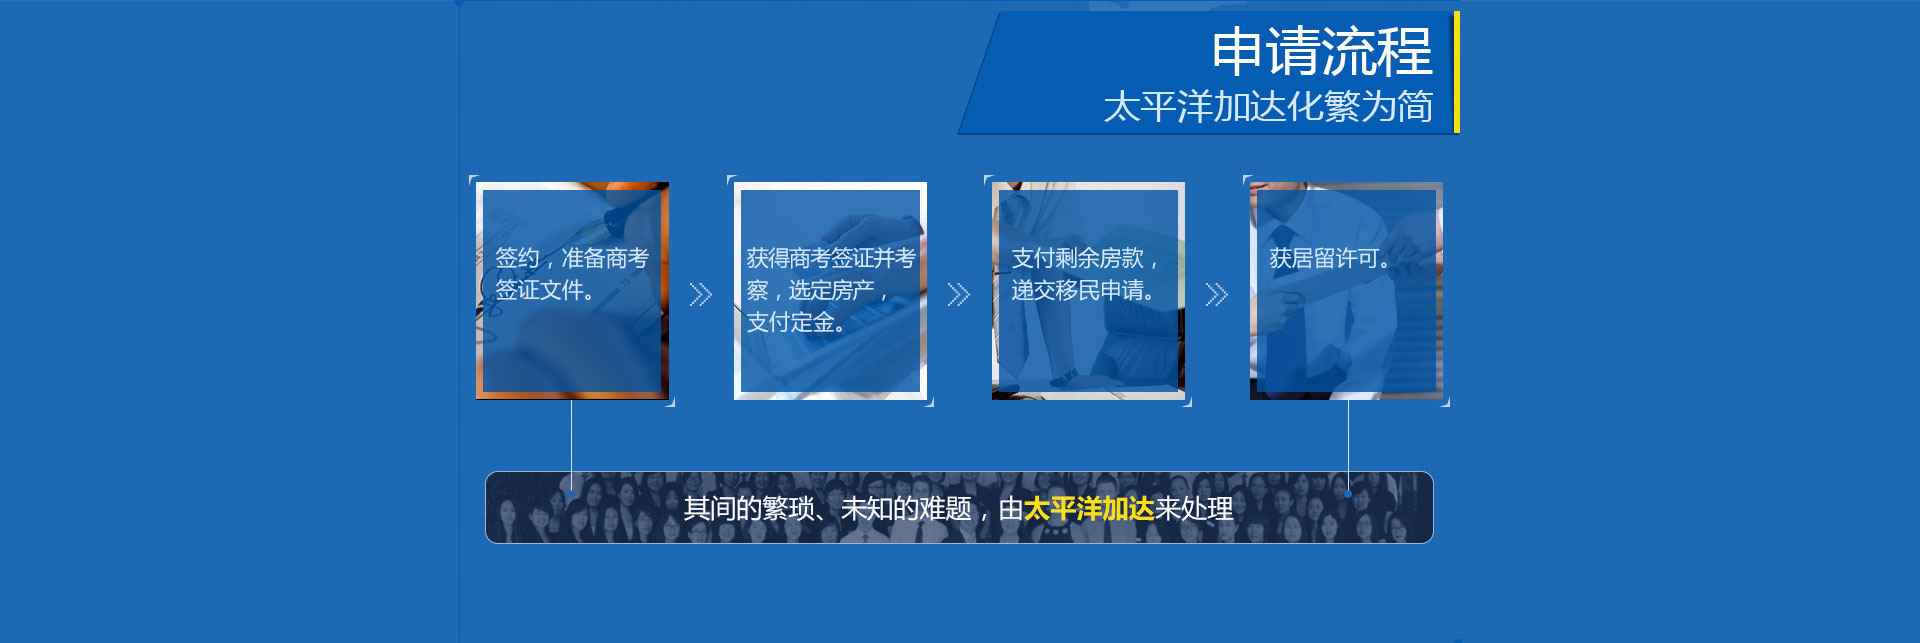 申请流程
太平洋加达化繁为简
签约，准备商考
签证文件。
获得商考签证并考
察，选定房产，
支付定金。
支付剩余房款，
递交移民申请。
获居留许可。
其间的繁琐、未知的难题，由太平洋加达来处理